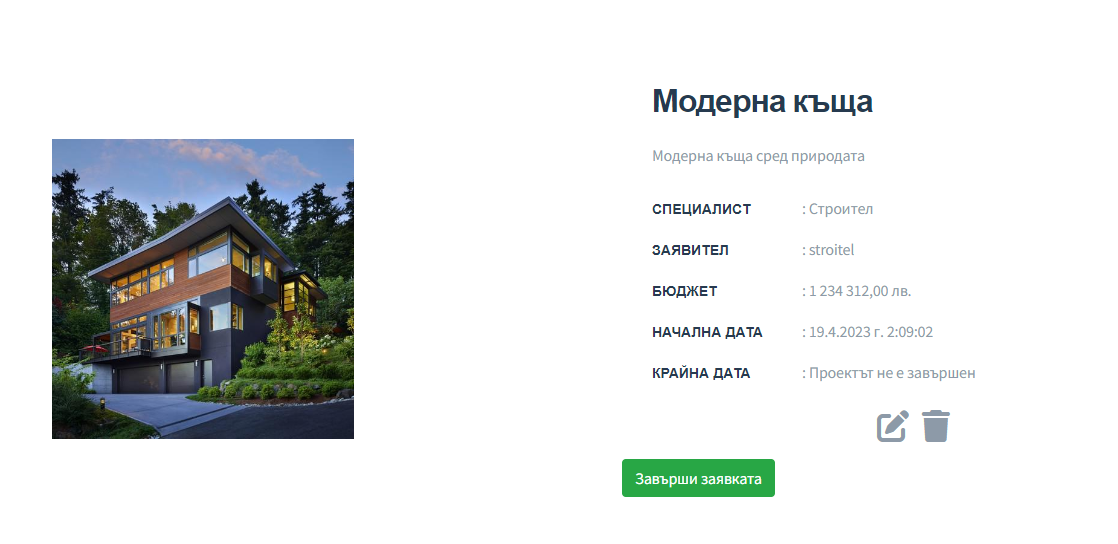 Модерна къща
Модерна къща сред природата
СПЕЦИАЛИСТ : Строител
ЗАЯВИТЕЛ : stroitel
БЮДЖЕТ : 1 234 312,00 лв.
НАЧАЛНА ДАТА : 19.4.2023 г. 2:09:02
КРАЙНА ДАТА : Проектът не е завършен
Завърши заявката